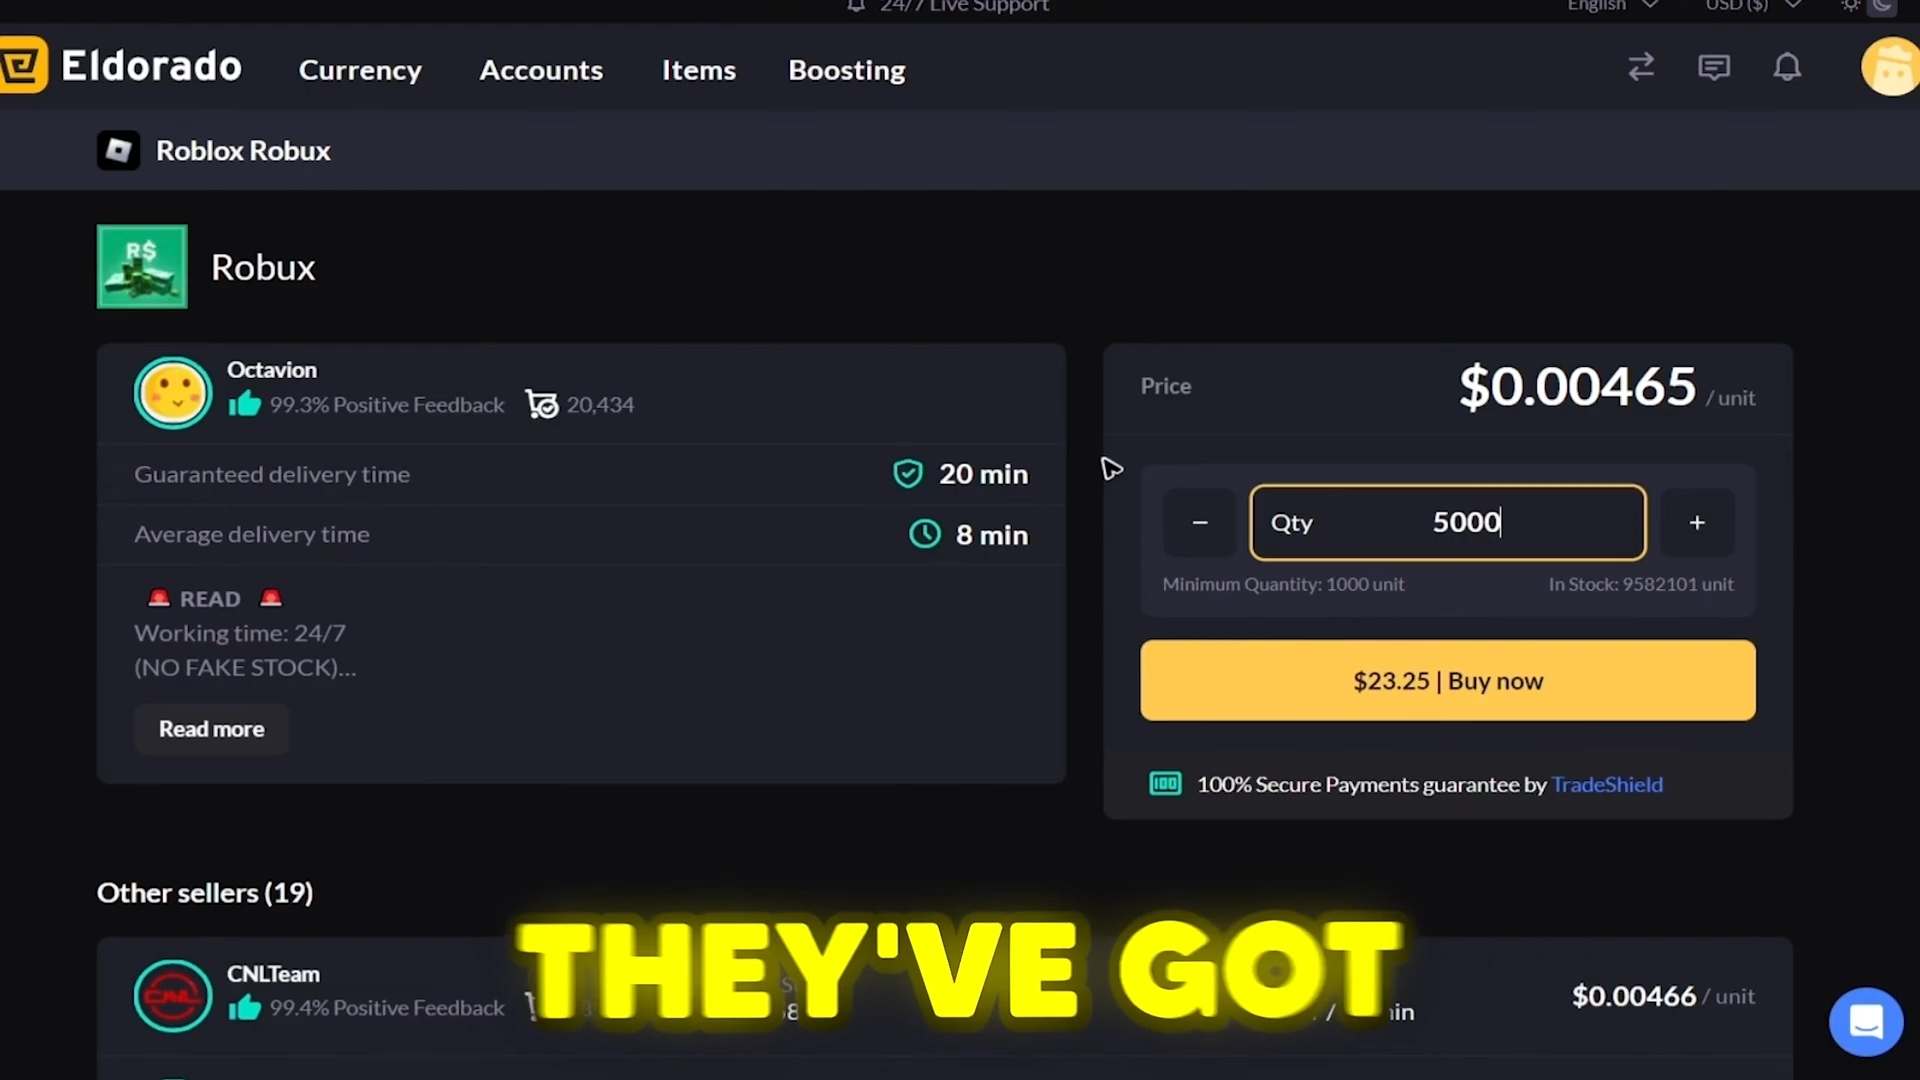 24/7 Live Support
English
USD ($)
Eldorado
Currency
Accounts
Items
Boosting
Roblox Robux
R$
Robux
Octavion
99.3% Positive Feedback
20,434
Guaranteed delivery time
20 min
Average delivery time
8 min
READ
Working time: 24/7
(NO FAKE STOCK)...
Read more
Price
$0.00465 / unit
Qty
5000
Minimum Quantity: 1000 unit
In Stock: 9582101 unit
$23.25 | Buy now
100% Secure Payments guarantee by TradeShield
Other sellers (19)
CNL
CNLTeam
99.4% Positive Feedback
$0.00466 / unit
THEY'VE GOT